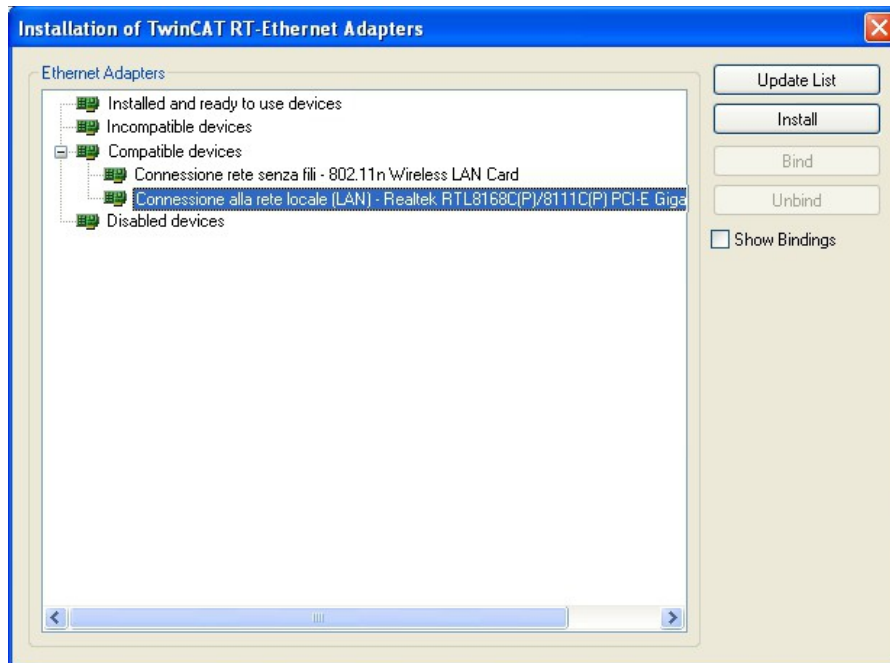 Installation of TwinCAT RT-Ethernet Adapters
Ethernet Adapters
Installed and ready to use devices
Incompatible devices
Compatible devices
Connessione rete senza fili - 802.11n Wireless LAN Card
Connessione alla rete locale (LAN) - Realtek RTL8168C(P)/8111C(P) PCI-E Giga
Disabled devices
Update List
Install
Bind
Unbind
Show Bindings